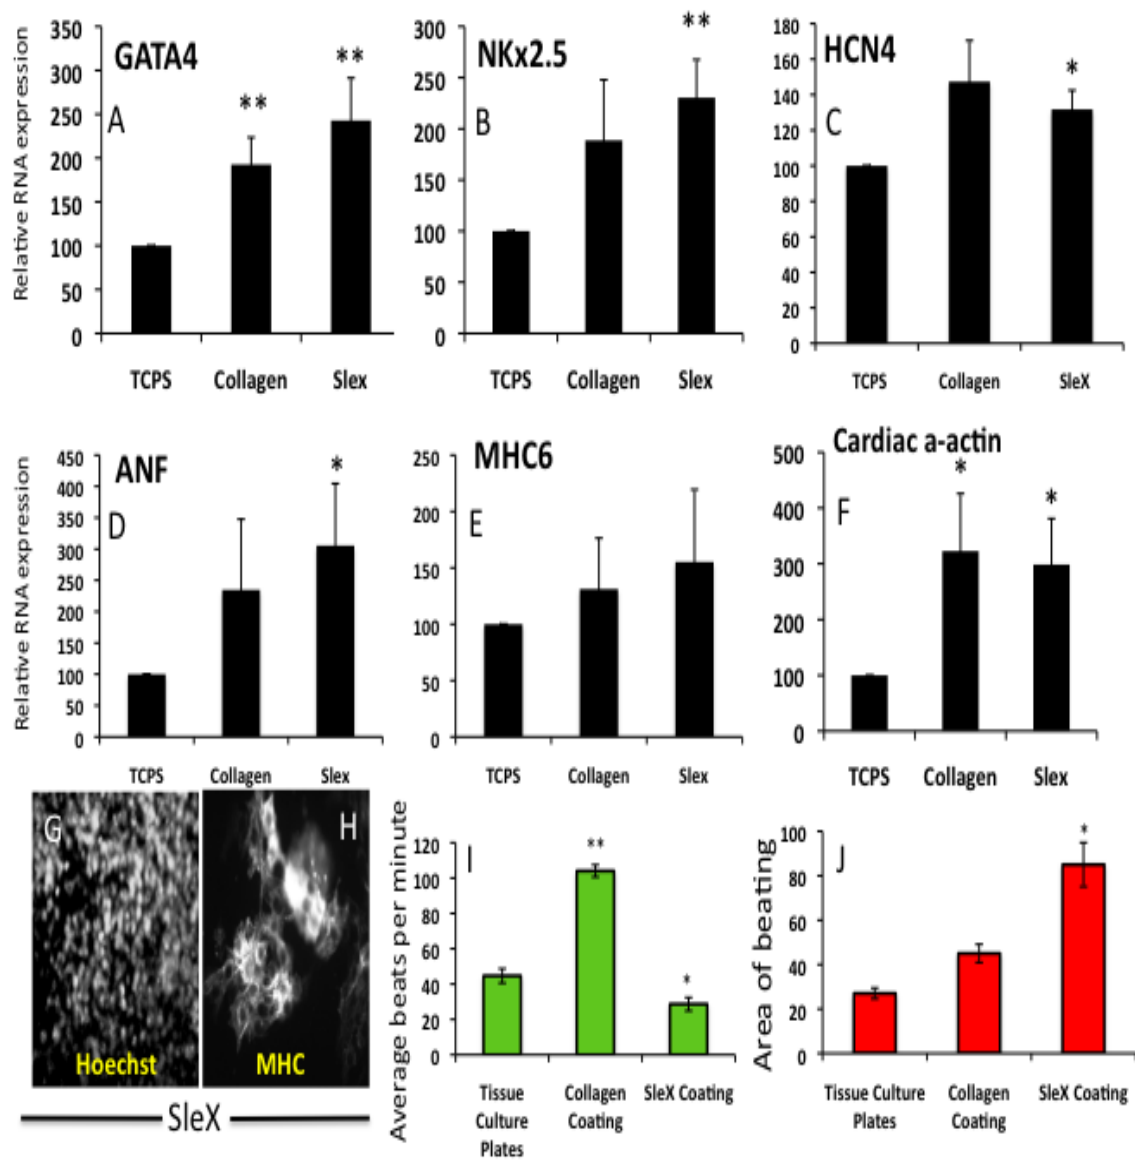 GATA4
**
**
A
Relative RNA expression
400
350
300
250
200
150
100
50
0
TCPS Collagen Slex
NKx2.5
**
B
300
250
200
150
100
50
0
TCPS Collagen Slex
HCN4
*
C
180
160
140
120
100
80
60
40
20
0
TCPS Collagen SleX
ANF
*
D
Relative RNA expression
450
400
350
300
250
200
150
100
50
0
TCPS Collagen Slex
MHC6
E
250
200
150
100
50
0
TCPS Collagen Slex
Cardiac a-actin
*
*
F
500
400
300
200
100
0
TCPS Collagen Slex
G
Hoechst
H
MHC
SleX
Average beats per minute
I
**
*
120
100
80
60
40
20
0
Tissue
Culture
Plates
Collagen
Coating
SleX Coating
Area of beating
J
*
100
80
60
40
20
0
Tissue Culture
Plates
Collagen
Coating
SleX Coating